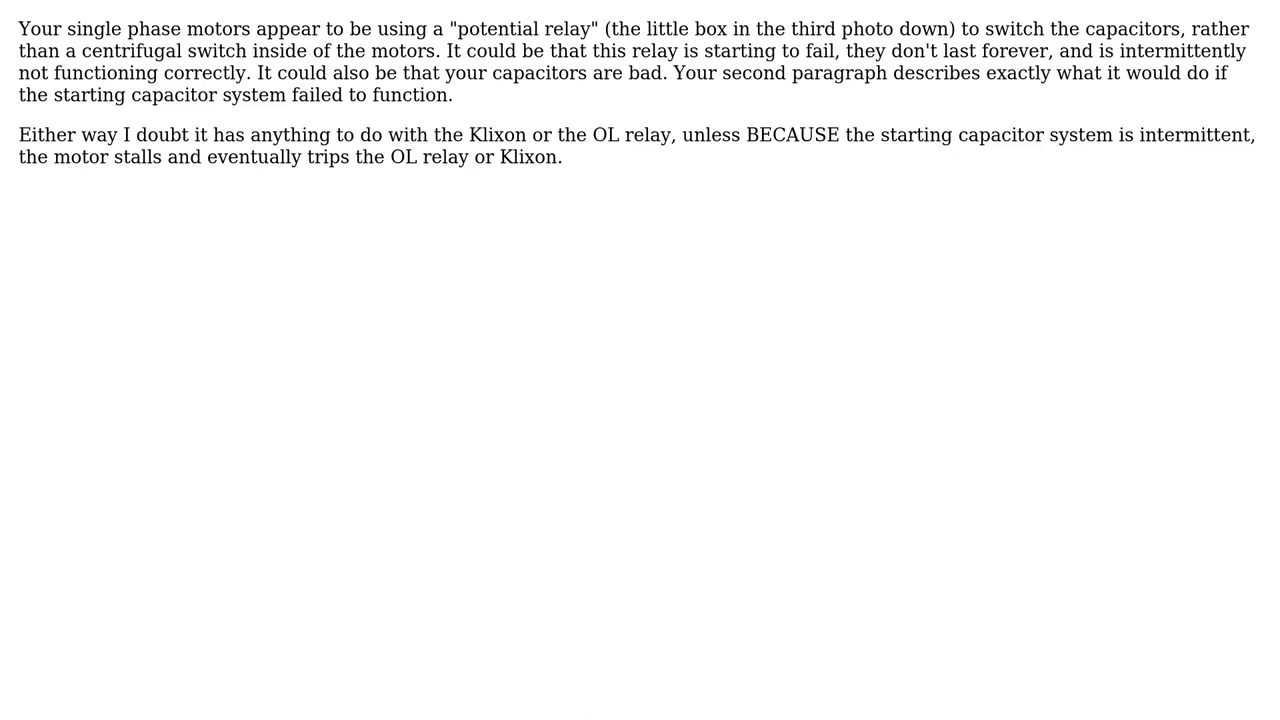 Your single phase motors appear to be using a "potential relay" (the little box in the third photo down) to switch the capacitors, rather
than a centrifugal switch inside of the motors. It could be that this relay is starting to fail, they don't last forever, and is intermittently
not functioning correctly. It could also be that your capacitors are bad. Your second paragraph describes exactly what it would do if
the starting capacitor system failed to function.
Either way I doubt it has anything to do with the Klixon or the OL relay, unless BECAUSE the starting capacitor system is intermittent,
the motor stalls and eventually trips the OL relay or Klixon.